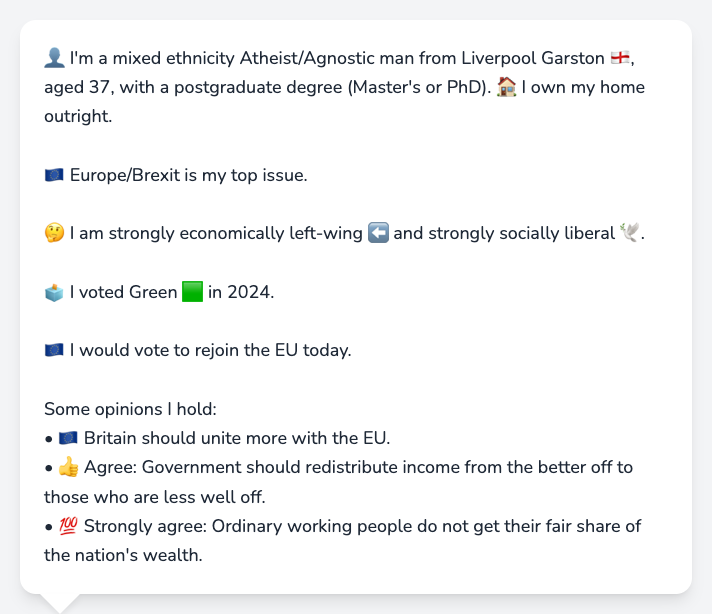 👤 I'm a mixed ethnicity Atheist/Agnostic man from Liverpool Garston 🏴󠁧󠁢󠁥󠁮󠁧󠁿,
aged 37, with a postgraduate degree (Master's or PhD). 🏠 I own my home
outright.
🇪🇺 Europe/Brexit is my top issue.
🤔 I am strongly economically left-wing ⬅️ and strongly socially liberal 🕊️.
🗳️ I voted Green 🟩 in 2024.
🇪🇺 I would vote to rejoin the EU today.
Some opinions I hold:
• 🇪🇺 Britain should unite more with the EU.
• 👍 Agree: Government should redistribute income from the better off to
those who are less well off.
• 💯 Strongly agree: Ordinary working people do not get their fair share of
the nation's wealth.